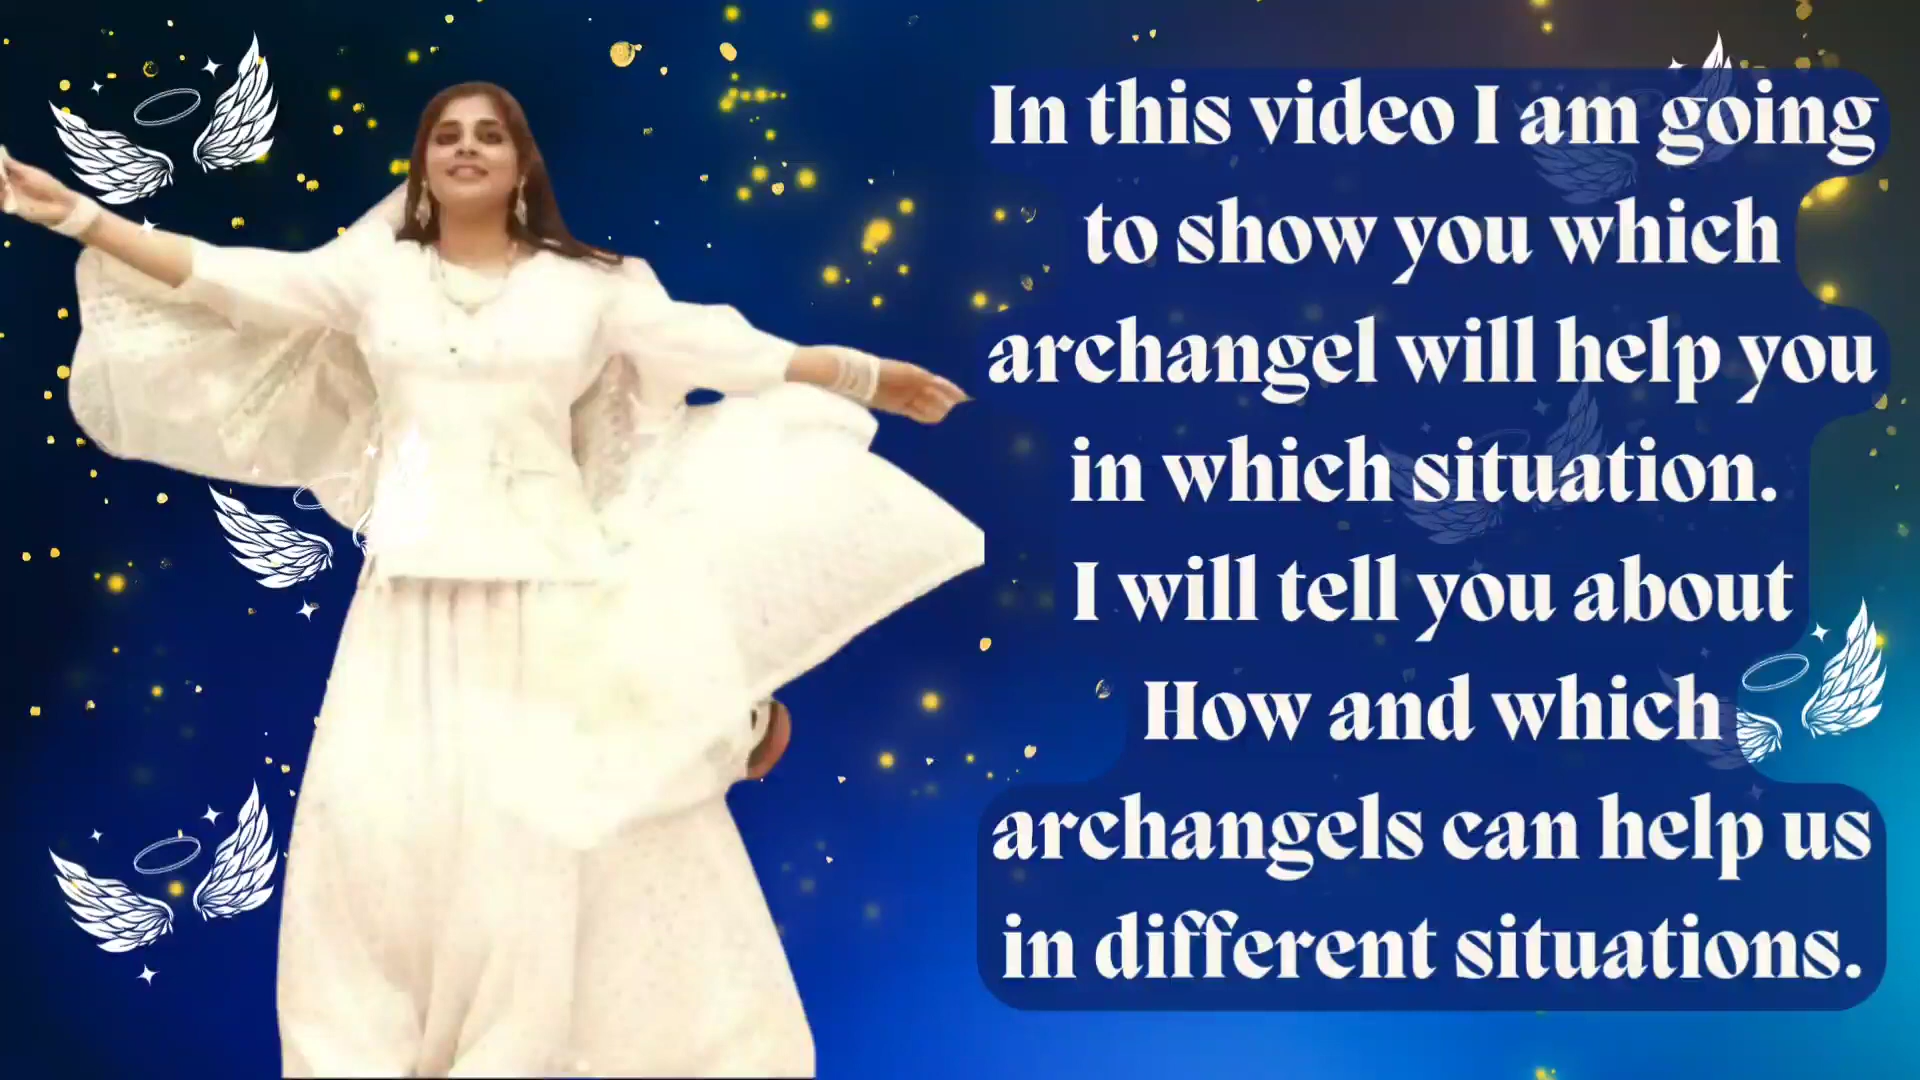 In this video I am going
to show you which
archangel will help you
in which situation.
I will tell you about
How and which
archangels can help us
in different situations.